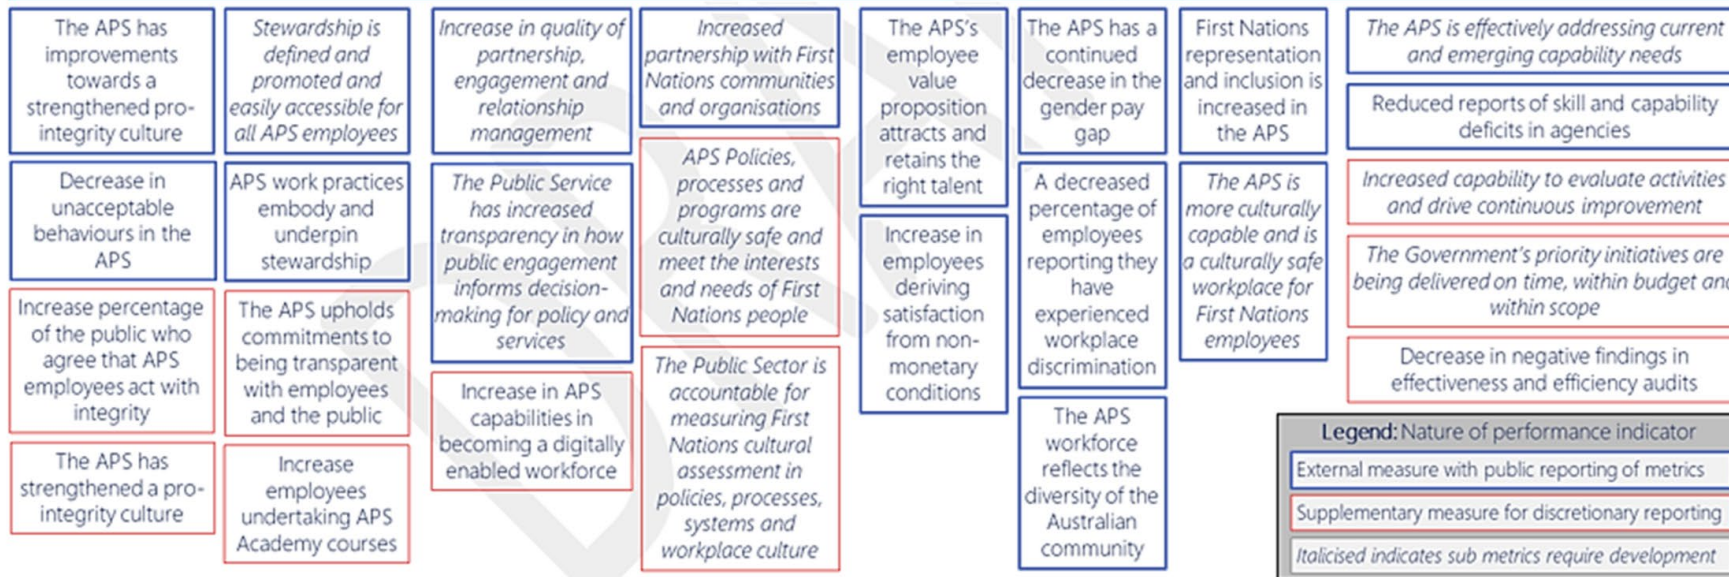 The APS has
improvements
towards a
strengthened pro-
integrity culture
Decrease in
unacceptable
behaviours in the
APS
Increase percentage
of the public who
agree that APS
employees act with
integrity
The APS has
strengthened a pro-
integrity culture
Stewardship is
defined and
promoted and
easily accessible for
all APS employees
APS work practices
embody and
underpin
stewardship
The APS upholds
commitments to
being transparent
with employees
and the public
Increase
employees
undertaking APS
Academy courses
Increase in quality of
partnership,
engagement and
relationship
management
The Public Service
has increased
transparency in how
public engagement
informs decision-
making for policy and
services
Increase in APS
capabilities in
becoming a digitally
enabled workforce
Increased
partnership with First
Nations communities
and organisations
APS Policies,
processes and
programs are
culturally safe and
meet the interests
and needs of First
Nations people
The Public Sector is
accountable for
measuring First
Nations cultural
assessment in
policies, processes,
systems and
workplace culture
The APS's
employee
value
proposition
attracts and
retains the
right talent
Increase in
employees
deriving
satisfaction
from non-
monetary
conditions
The APS has a
continued
decrease in the
gender pay
gap
A decreased
percentage of
employees
reporting they
have
experienced
workplace
discrimination
The APS
workforce
reflects the
diversity of the
Australian
community
First Nations
representation
and inclusion is
increased in
the APS
The APS is
more culturally
capable and is
a culturally safe
workplace for
First Nations
employees
The APS is effectively addressing current
and emerging capability needs
Reduced reports of skill and capability
deficits in agencies
Increased capability to evaluate activities
and drive continuous improvement
The Government's priority initiatives are
being delivered on time, within budget and
within scope
Decrease in negative findings in
effectiveness and efficiency audits
Legend: Nature of performance indicator
External measure with public reporting of metrics
Supplementary measure for discretionary reporting
Italicised indicates sub metrics require development